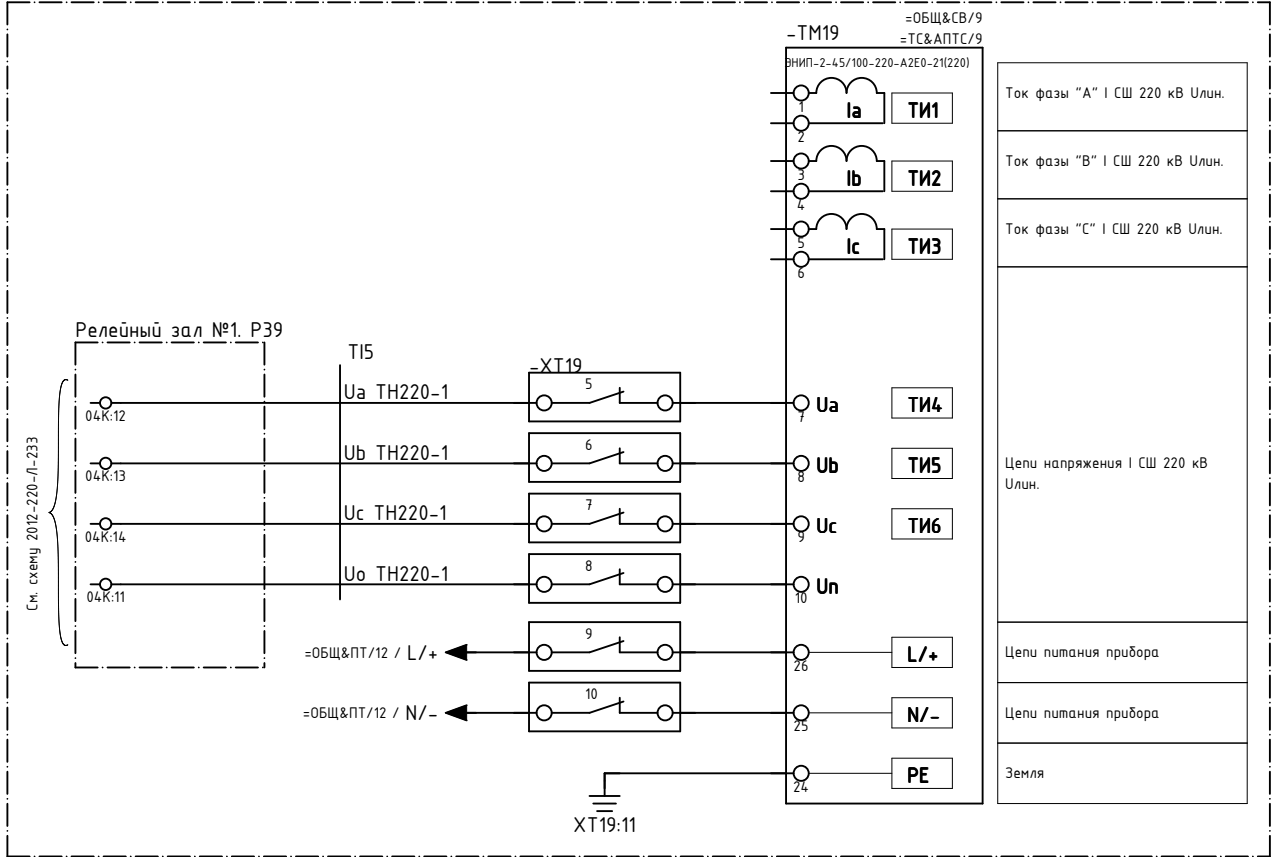 =ОБЩ&СВ/9
-TM19
=ТС&АПТС/9
ЭНИП-2-45/100-220-А2Е0-21(220)
1
Ia
ТИ1
2
Ток фазы "А" I СШ 220 кВ Uлин.
3
Ib
ТИ2
4
Ток фазы "В" I СШ 220 кВ Uлин.
5
Ic
ТИ3
6
Ток фазы "С" I СШ 220 кВ Uлин.
Релейный зал №1. Р39
TI5
-XT19
04К:12
Ua ТН220-1
5
7
Ua
ТИ4
04К:13
Ub ТН220-1
6
8
Ub
ТИ5
04К:14
Uc ТН220-1
7
9
Uc
ТИ6
04К:11
Uo ТН220-1
8
10
Un
Цепи напряжения I СШ 220 кВ
Uлин.
См. схему 2012-220-Л-233
=ОБЩ&ПТ/12 / L/+
9
26
L/+
Цепи питания прибора
=ОБЩ&ПТ/12 / N/-
10
25
N/-
Цепи питания прибора
24
PE
Земля
XT19:11